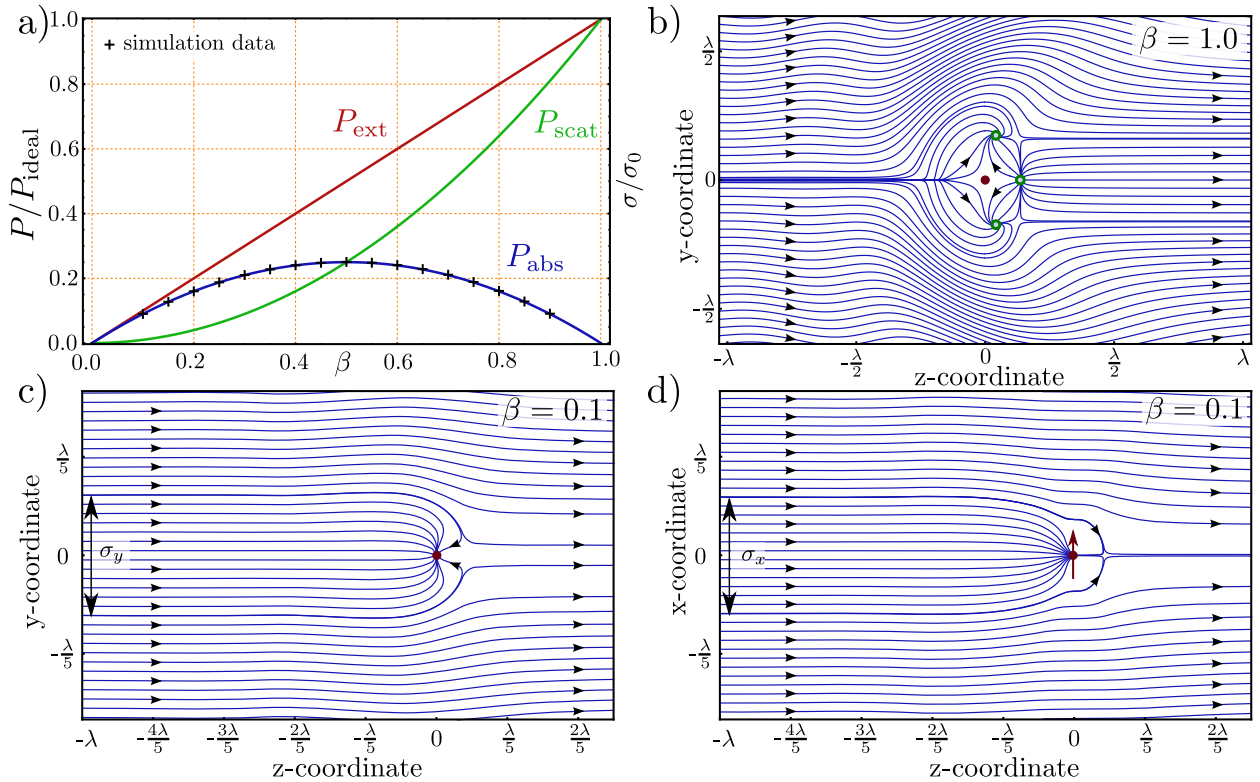 a)
P/P_ideal
1.0
0.8
0.6
0.4
0.2
0.0
+ simulation data
P_ext
P_scat
P_abs
0.0 0.2 0.4 β 0.6 0.8 1.0
σ/σ_0
b)
β = 1.0
y-coordinate
λ/2
0
-λ/2
-λ -λ/2 0 λ/2 λ
z-coordinate
c)
β = 0.1
y-coordinate
λ/5
0
-λ/5
σ_y
-λ -4λ/5 -3λ/5 -2λ/5 -λ/5 0 λ/5 2λ/5
z-coordinate
d)
β = 0.1
x-coordinate
λ/5
0
-λ/5
σ_x
-λ -4λ/5 -3λ/5 -2λ/5 -λ/5 0 λ/5 2λ/5
z-coordinate